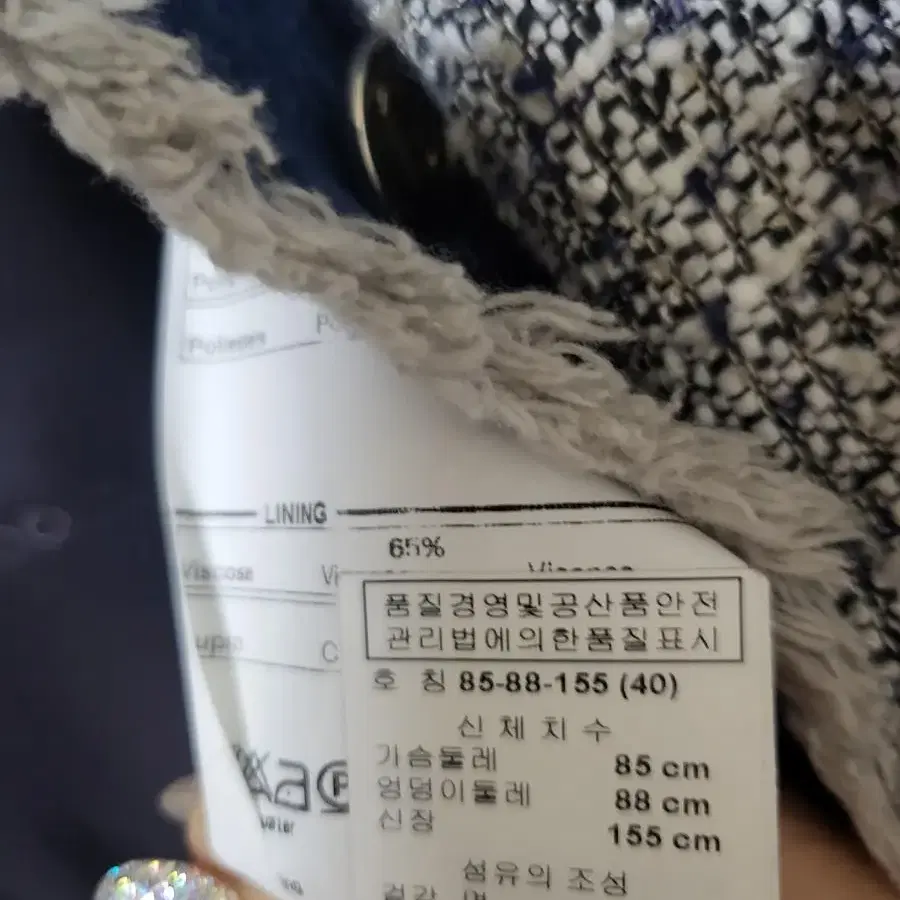 Poliester
LINING
65%
Viscose
품질경영및공산품안전
관리법에의한품질표시
호 칭 85-88-155 (40)
신체치수
가슴둘레 85 cm
엉덩이둘레 88 cm
신장 155 cm
섬유의 조성